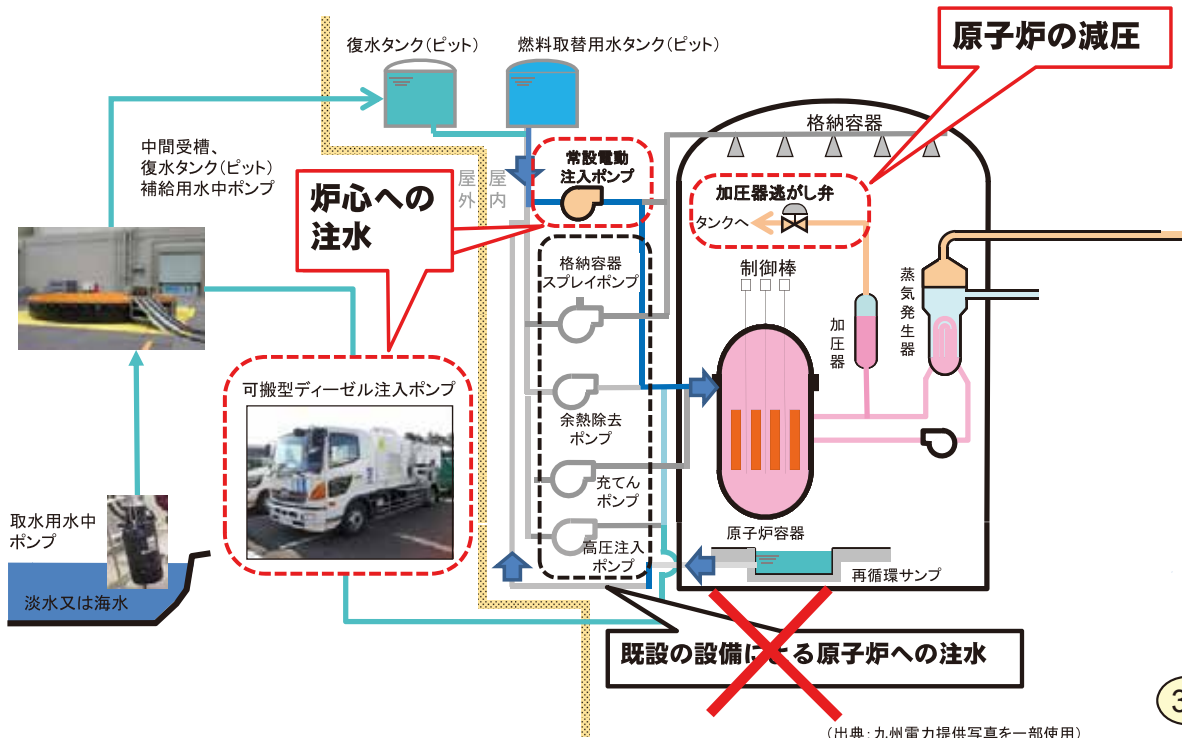 原子炉の減圧
復水タンク(ピット)
燃料取替用水タンク(ピット)
格納容器
中間受槽、
復水タンク(ピット)
補給用水中ポンプ
常設電動
注入ポンプ
屋外
屋内
炉心への
注水
加圧器逃がし弁
タンクへ
格納容器
スプレイポンプ
制御棒
加圧器
蒸気発生器
可搬型ディーゼル注入ポンプ
余熱除去
ポンプ
充てん
ポンプ
取水用水中
ポンプ
高圧注入
ポンプ
原子炉容器
再循環サンプ
淡水又は海水
既設の設備による原子炉への注水
3
(出典:九州電力提供写真を一部使用)